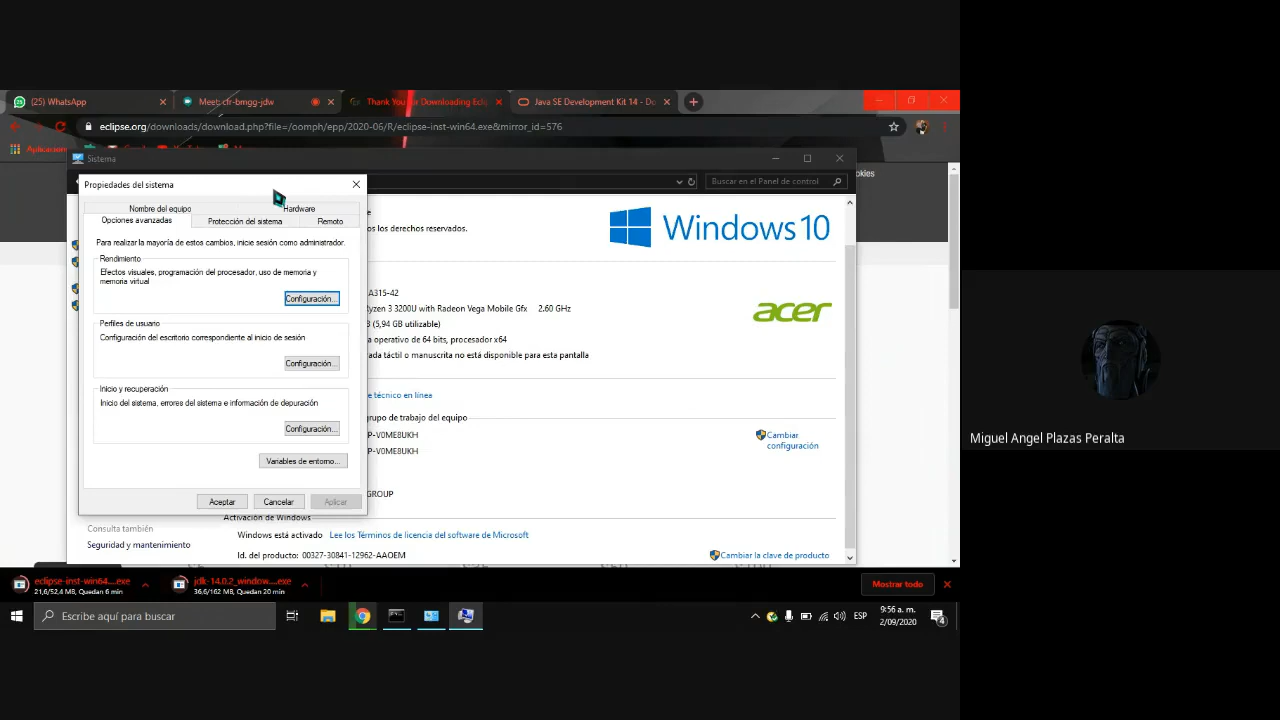 (25) WhatsApp
Meet: cfr-bmgg-jdw
Thank You for Downloading Ecli
Java SE Development Kit 14 - Do
eclipse.org/downloads/download.php?file=/oomph/epp/2020-06/R/eclipse-inst-win64.exe&mirror_id=576
Aplicacion
Sistema
Buscar en el Panel de control
ookies
Propiedades del sistema
Nombre del equipo
Hardware
Opciones avanzadas
Protección del sistema
Remoto
Para realizar la mayoría de estos cambios, inicie sesión como administrador.
Rendimiento
Efectos visuales, programación del procesador, uso de memoria y
memoria virtual
Configuración...
Perfiles de usuario
Configuración del escritorio correspondiente al inicio de sesión
Configuración...
Inicio y recuperación
Inicio del sistema, errores del sistema e información de depuración
Configuración...
Variables de entorno...
Aceptar
Cancelar
Aplicar
os derechos reservados.
Windows 10
A315-42
yzen 3 3200U with Radeon Vega Mobile Gfx 2.60 GHz
B (5,94 GB utilizable)
a operativo de 64 bits, procesador x64
ada táctil o manuscrita no está disponible para esta pantalla
acer
e técnico en línea
grupo de trabajo del equipo
P-V0ME8UKH
P-V0ME8UKH
Cambiar
configuración
GROUP
Activación de Windows
Windows está activado Lee los Términos de licencia del software de Microsoft
Id. del producto: 00327-30841-12962-AAOEM
Cambiar la clave de producto
Consulta también
Seguridad y mantenimiento
eclipse-inst-win64....exe
21,6/52,4 MB, Quedan 6 min
jdk-14.0.2_window....exe
36,6/162 MB, Quedan 20 min
Mostrar todo
Escribe aquí para buscar
ESP
9:56 a. m.
2/09/2020
4
Miguel Angel Plazas Peralta